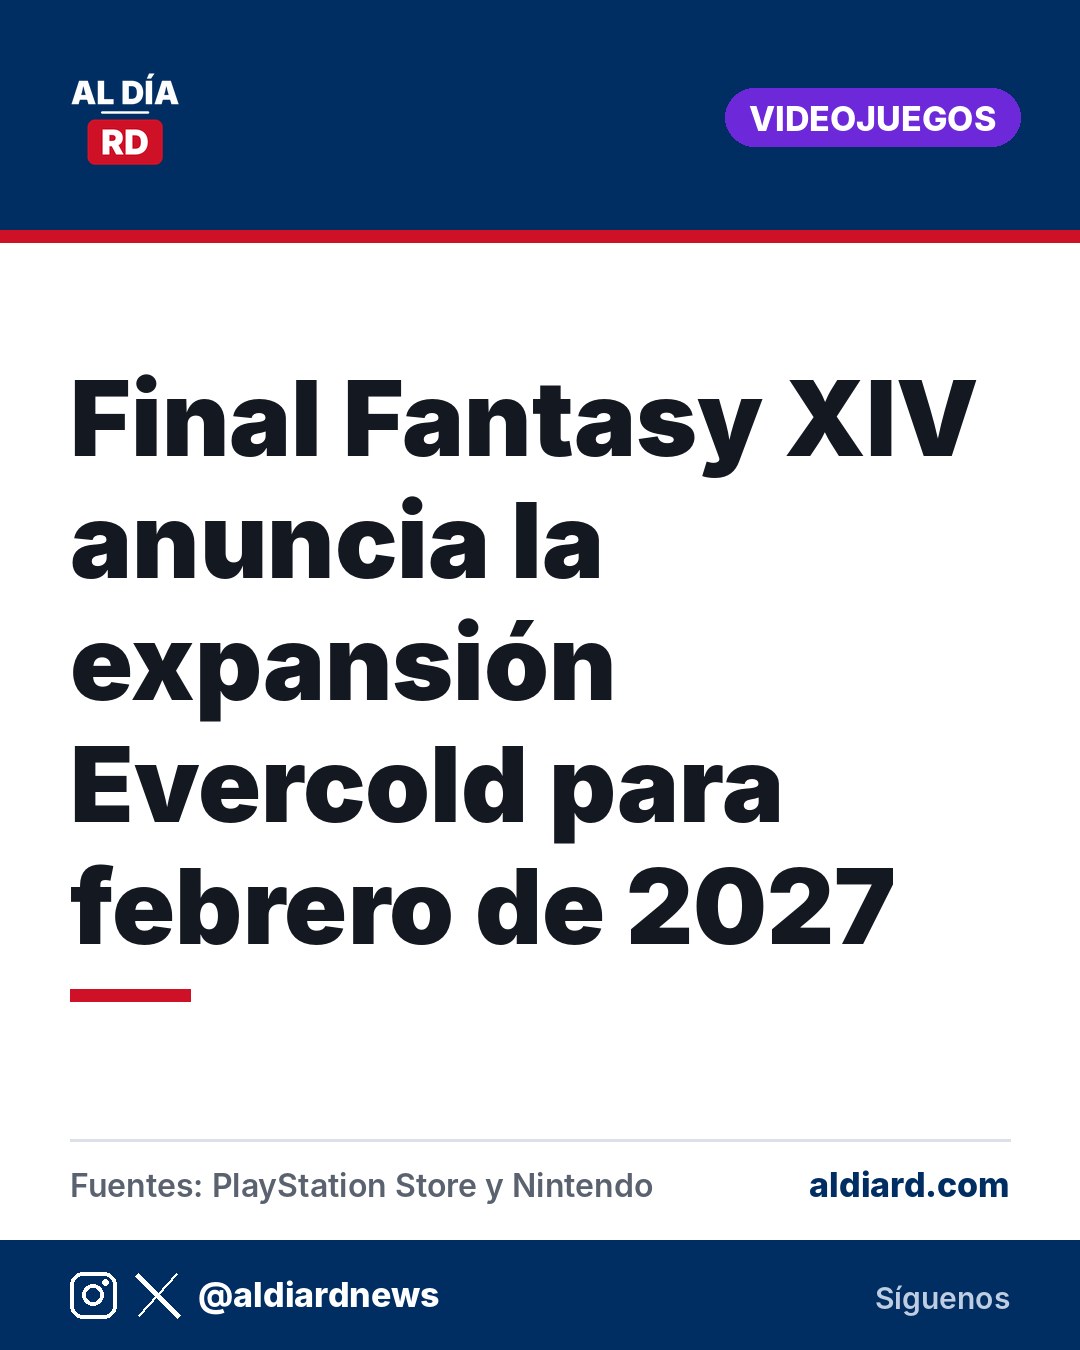 AL DÍA
RD
VIDEOJUEGOS
Final Fantasy XIV
anuncia la
expansión
Evercold para
febrero de 2027
Fuentes: PlayStation Store y Nintendo
aldiard.com
@aldiardnews
Síguenos